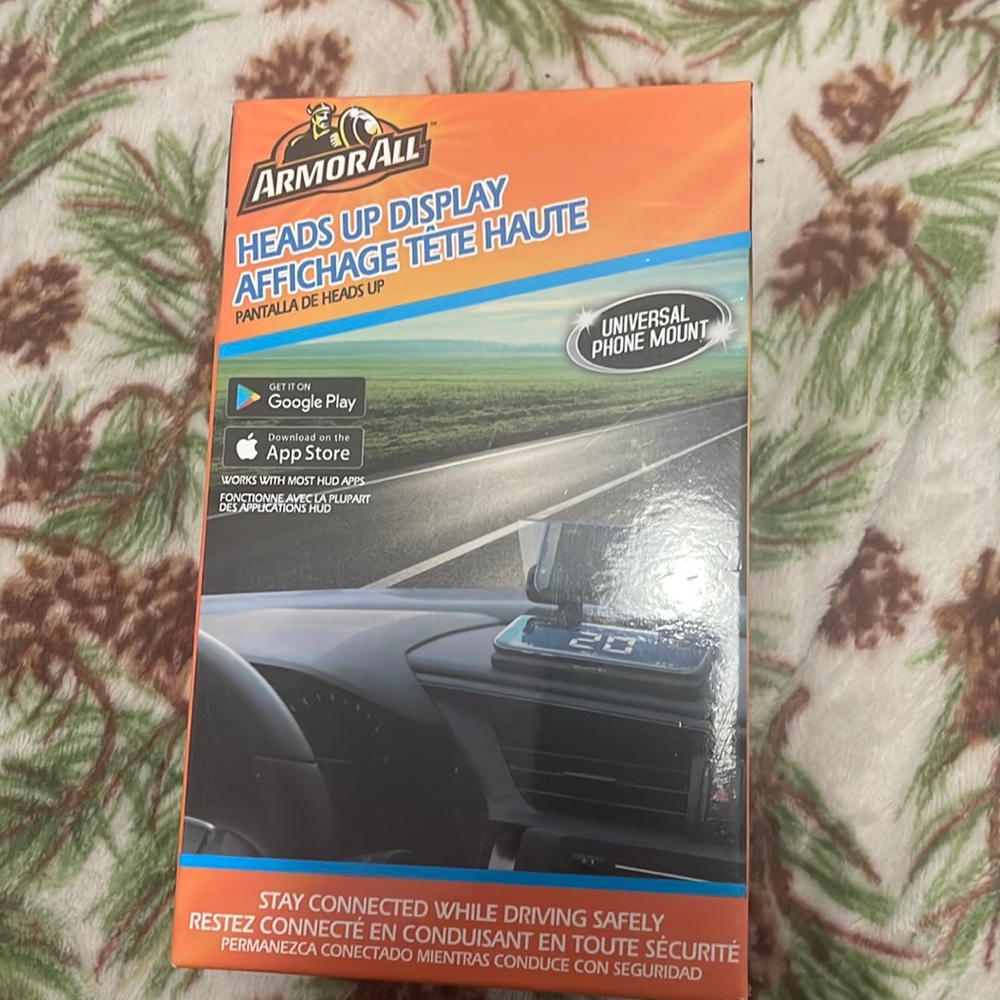 ARMOR ALL™
HEADS UP DISPLAY
AFFICHAGE TÊTE HAUTE
PANTALLA DE HEADS UP
UNIVERSAL
PHONE MOUNT
GET IT ON
Google Play
Download on the
App Store
WORKS WITH MOST HUD APPS
FONCTIONNE AVEC LA PLUPART
DES APPLICATIONS HUD
20
STAY CONNECTED WHILE DRIVING SAFELY
RESTEZ CONNECTÉ EN CONDUISANT EN TOUTE SÉCURITÉ
PERMANEZCA CONECTADO MIENTRAS CONDUCE CON SEGURIDAD